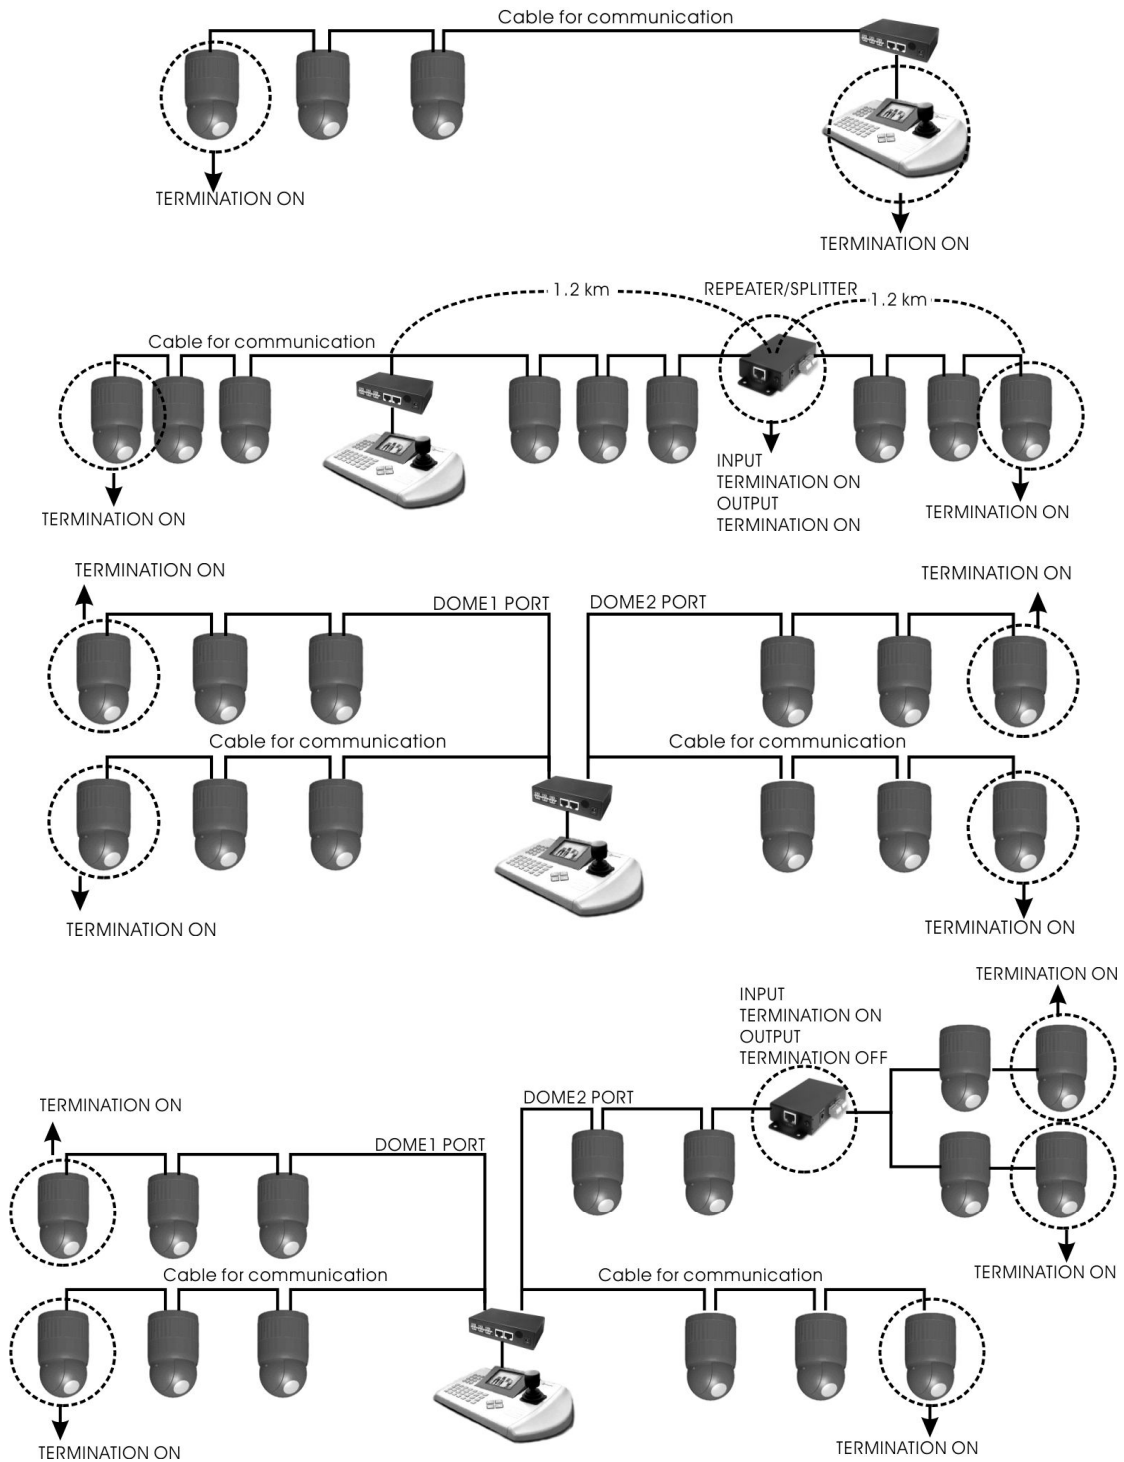 Cable for communication
TERMINATION ON
TERMINATION ON
1.2 km
REPEATER/SPLITTER
1.2 km
Cable for communication
INPUT
TERMINATION ON
OUTPUT
TERMINATION ON
TERMINATION ON
TERMINATION ON
TERMINATION ON
TERMINATION ON
DOME1 PORT
DOME2 PORT
Cable for communication
Cable for communication
TERMINATION ON
TERMINATION ON
TERMINATION ON
INPUT
TERMINATION ON
OUTPUT
TERMINATION OFF
DOME2 PORT
TERMINATION ON
DOME1 PORT
TERMINATION ON
Cable for communication
Cable for communication
TERMINATION ON
TERMINATION ON